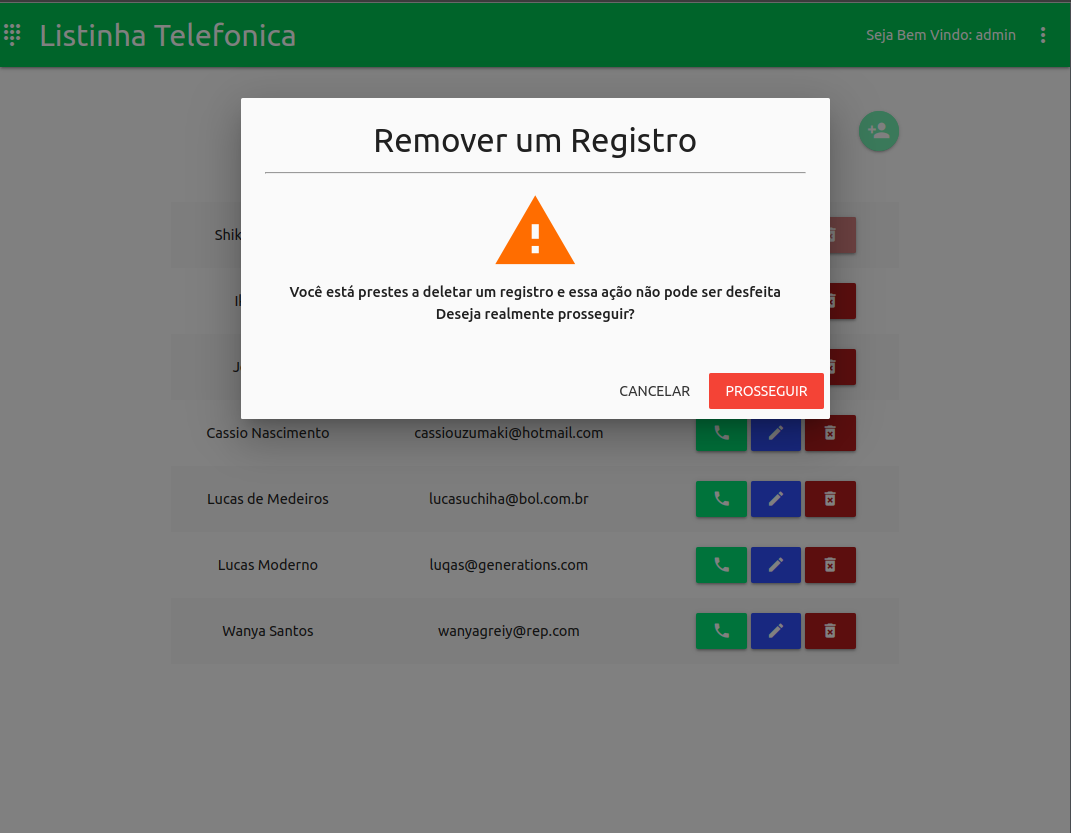 Listinha Telefonica
Seja Bem Vindo: admin
Remover um Registro
Você está prestes a deletar um registro e essa ação não pode ser desfeita
Deseja realmente prosseguir?
CANCELAR PROSSEGUIR
Cassio Nascimento cassiouzumaki@hotmail.com
Lucas de Medeiros lucasuchiha@bol.com.br
Lucas Moderno luqas@generations.com
Wanya Santos wanyagreiy@rep.com